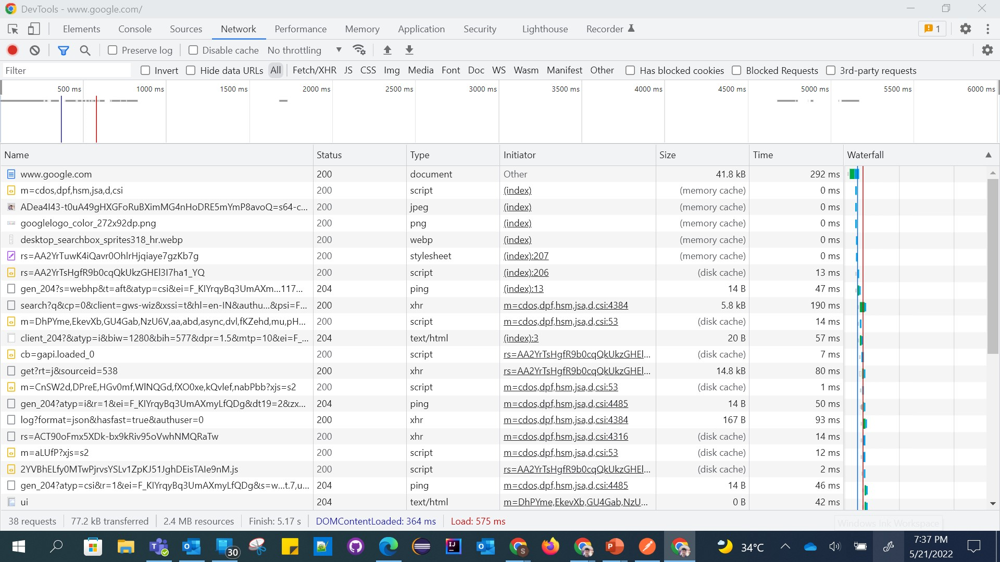 DevTools - www.google.com/
Elements Console Sources Network Performance Memory Application Security Lighthouse Recorder 1
Preserve log Disable cache No throttling
Filter Invert Hide data URLs All Fetch/XHR JS CSS Img Media Font Doc WS Wasm Manifest Other Has blocked cookies Blocked Requests 3rd-party requests
500 ms 1000 ms 1500 ms 2000 ms 2500 ms 3000 ms 3500 ms 4000 ms 4500 ms 5000 ms 5500 ms 6000 ms
Name Status Type Initiator Size Time Waterfall
www.google.com 200 document Other 41.8 kB 292 ms
m=cdos,dpf,hsm,jsa,d,csi 200 script (index) (memory cache) 0 ms
ADea4I43-t0uA49gHXGFoRuBXimMG4nHoDRE5mYmP8avoQ=s64-c... 200 jpeg (index) (memory cache) 0 ms
googlelogo_color_272x92dp.png 200 png (index) (memory cache) 0 ms
desktop_searchbox_sprites318_hr.webp 200 webp (index) (memory cache) 0 ms
rs=AA2YrTuwK4iQavr0OhlrHjqiaye7gzKb7g 200 stylesheet (index):207 (memory cache) 0 ms
rs=AA2YrTsHgfR9b0cqQkUkzGHEl3I7ha1_YQ 200 script (index):206 (disk cache) 13 ms
gen_204?s=webhp&t=aft&atyp=csi&ei=F_KIYrqyBq3UmAXm...117... 204 ping (index):13 14 B 47 ms
search?q&cp=0&client=gws-wiz&xssi=t&hl=en-IN&authu...&psi=F... 200 xhr m=cdos,dpf,hsm,jsa,d,csi:4384 5.8 kB 190 ms
m=DhPYme,EkevXb,GU4Gab,NzU6V,aa,abd,async,dvl,fKZehd,mu,pH... 200 script m=cdos,dpf,hsm,jsa,d,csi:53 (disk cache) 14 ms
client_204?&atyp=i&biw=1280&bih=577&dpr=1.5&mtp=10&ei=F_... 204 text/html (index):3 20 B 57 ms
cb=gapi.loaded_0 200 script rs=AA2YrTsHgfR9b0cqQkUkzGHEl... (disk cache) 7 ms
get?rt=j&sourceid=538 200 xhr rs=AA2YrTsHgfR9b0cqQkUkzGHEl... 14.8 kB 80 ms
m=CnSW2d,DPreE,HGv0mf,WlNQGd,fXO0xe,kQvlef,nabPbb?xjs=s2 200 script m=cdos,dpf,hsm,jsa,d,csi:53 (disk cache) 1 ms
gen_204?atyp=i&r=1&ei=F_KIYrqyBq3UmAXmyLfQDg&dt19=2&zx... 204 ping m=cdos,dpf,hsm,jsa,d,csi:4485 14 B 50 ms
log?format=json&hasfast=true&authuser=0 200 xhr m=cdos,dpf,hsm,jsa,d,csi:4384 167 B 93 ms
rs=ACT90oFmx5XDk-bx9kRiv95oVwhNMQRaTw 200 xhr m=cdos,dpf,hsm,jsa,d,csi:4316 (disk cache) 14 ms
m=aLUfP?xjs=s2 200 script m=cdos,dpf,hsm,jsa,d,csi:53 (disk cache) 12 ms
2YVBhELfy0MTwPjrvsYSLv1ZpKJ51JghDEisTAIe9nM.js 200 script rs=AA2YrTsHgfR9b0cqQkUkzGHEl... (disk cache) 2 ms
gen_204?atyp=csi&r=1&ei=F_KIYrqyBq3UmAXmyLfQDg&s=w...t.7,u... 204 ping m=cdos,dpf,hsm,jsa,d,csi:4485 14 B 46 ms
ui 204 text/html m=DhPYme,EkevXb,GU4Gab,NzU... 0 B 42 ms
38 requests 77.2 kB transferred 2.4 MB resources Finish: 5.17 s DOMContentLoaded: 364 ms Load: 575 ms
Windows Ink Workspace
30 34°C 7:37 PM
5/21/2022